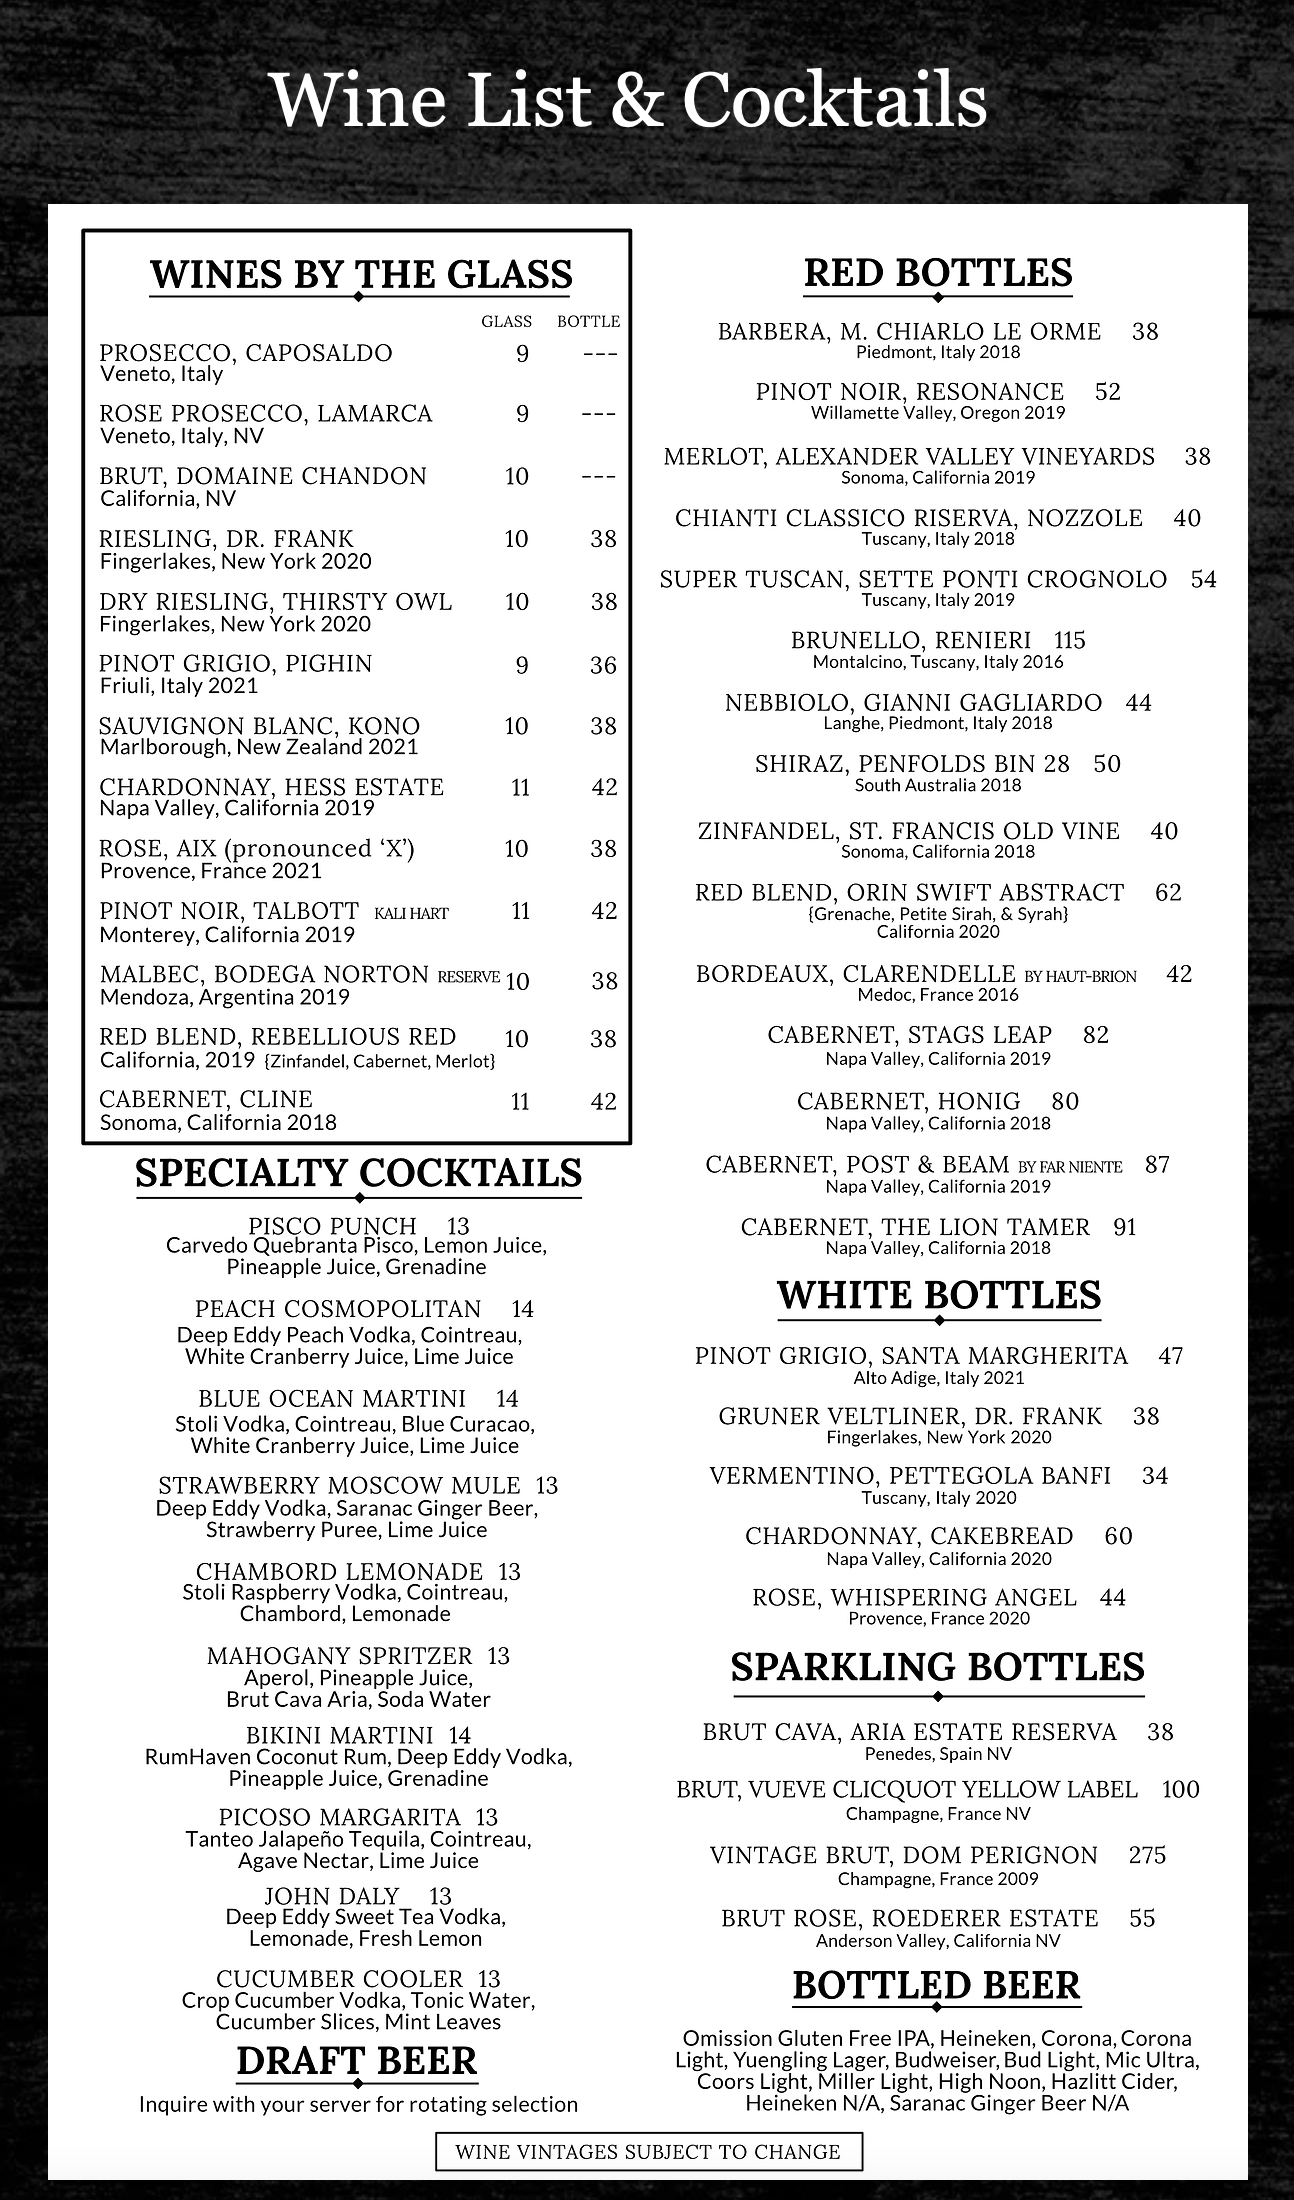 Wine List & Cocktails
WINES BY THE GLASS
GLASS BOTTLE
PROSECCO, CAPOSALDO 9 ---
Veneto, Italy
ROSE PROSECCO, LAMARCA 9 ---
Veneto, Italy, NV
BRUT, DOMAINE CHANDON 10 ---
California, NV
RIESLING, DR. FRANK 10 38
Fingerlakes, New York 2020
DRY RIESLING, THIRSTY OWL 10 38
Fingerlakes, New York 2020
PINOT GRIGIO, PIGHIN 9 36
Friuli, Italy 2021
SAUVIGNON BLANC, KONO 10 38
Marlborough, New Zealand 2021
CHARDONNAY, HESS ESTATE 11 42
Napa Valley, California 2019
ROSE, AIX (pronounced ‘X’) 10 38
Provence, France 2021
PINOT NOIR, TALBOTT KALI HART 11 42
Monterey, California 2019
MALBEC, BODEGA NORTON RESERVE 10 38
Mendoza, Argentina 2019
RED BLEND, REBELLIOUS RED 10 38
California, 2019 {Zinfandel, Cabernet, Merlot}
CABERNET, CLINE 11 42
Sonoma, California 2018
SPECIALTY COCKTAILS
PISCO PUNCH 13
Carvedo Quebranta Pisco, Lemon Juice,
Pineapple Juice, Grenadine
PEACH COSMOPOLITAN 14
Deep Eddy Peach Vodka, Cointreau,
White Cranberry Juice, Lime Juice
BLUE OCEAN MARTINI 14
Stoli Vodka, Cointreau, Blue Curacao,
White Cranberry Juice, Lime Juice
STRAWBERRY MOSCOW MULE 13
Deep Eddy Vodka, Saranac Ginger Beer,
Strawberry Puree, Lime Juice
CHAMBORD LEMONADE 13
Stoli Raspberry Vodka, Cointreau,
Chambord, Lemonade
MAHOGANY SPRITZER 13
Aperol, Pineapple Juice,
Brut Cava Aria, Soda Water
BIKINI MARTINI 14
RumHaven Coconut Rum, Deep Eddy Vodka,
Pineapple Juice, Grenadine
PICOSO MARGARITA 13
Tanteo Jalapeño Tequila, Cointreau,
Agave Nectar, Lime Juice
JOHN DALY 13
Deep Eddy Sweet Tea Vodka,
Lemonade, Fresh Lemon
CUCUMBER COOLER 13
Crop Cucumber Vodka, Tonic Water,
Cucumber Slices, Mint Leaves
DRAFT BEER
Inquire with your server for rotating selection
RED BOTTLES
BARBERA, M. CHIARLO LE ORME 38
Piedmont, Italy 2018
PINOT NOIR, RESONANCE 52
Willamette Valley, Oregon 2019
MERLOT, ALEXANDER VALLEY VINEYARDS 38
Sonoma, California 2019
CHIANTI CLASSICO RISERVA, NOZZOLE 40
Tuscany, Italy 2018
SUPER TUSCAN, SETTE PONTI CROGNOLO 54
Tuscany, Italy 2019
BRUNELLO, RENIERI 115
Montalcino, Tuscany, Italy 2016
NEBBIOLO, GIANNI GAGLIARDO 44
Langhe, Piedmont, Italy 2018
SHIRAZ, PENFOLDS BIN 28 50
South Australia 2018
ZINFANDEL, ST. FRANCIS OLD VINE 40
Sonoma, California 2018
RED BLEND, ORIN SWIFT ABSTRACT 62
{Grenache, Petite Sirah, & Syrah}
California 2020
BORDEAUX, CLARENDELLE BY HAUT-BRION 42
Medoc, France 2016
CABERNET, STAGS LEAP 82
Napa Valley, California 2019
CABERNET, HONIG 80
Napa Valley, California 2018
CABERNET, POST & BEAM BY FAR NIENTE 87
Napa Valley, California 2019
CABERNET, THE LION TAMER 91
Napa Valley, California 2018
WHITE BOTTLES
PINOT GRIGIO, SANTA MARGHERITA 47
Alto Adige, Italy 2021
GRUNER VELTLINER, DR. FRANK 38
Fingerlakes, New York 2020
VERMENTINO, PETTEGOLA BANFI 34
Tuscany, Italy 2020
CHARDONNAY, CAKEBREAD 60
Napa Valley, California 2020
ROSE, WHISPERING ANGEL 44
Provence, France 2020
SPARKLING BOTTLES
BRUT CAVA, ARIA ESTATE RESERVA 38
Penedes, Spain NV
BRUT, VUEVE CLICQUOT YELLOW LABEL 100
Champagne, France NV
VINTAGE BRUT, DOM PERIGNON 275
Champagne, France 2009
BRUT ROSE, ROEDERER ESTATE 55
Anderson Valley, California NV
BOTTLED BEER
Omission Gluten Free IPA, Heineken, Corona, Corona
Light, Yuengling Lager, Budweiser, Bud Light, Mic Ultra,
Coors Light, Miller Light, High Noon, Hazlitt Cider,
Heineken N/A, Saranac Ginger Beer N/A
WINE VINTAGES SUBJECT TO CHANGE